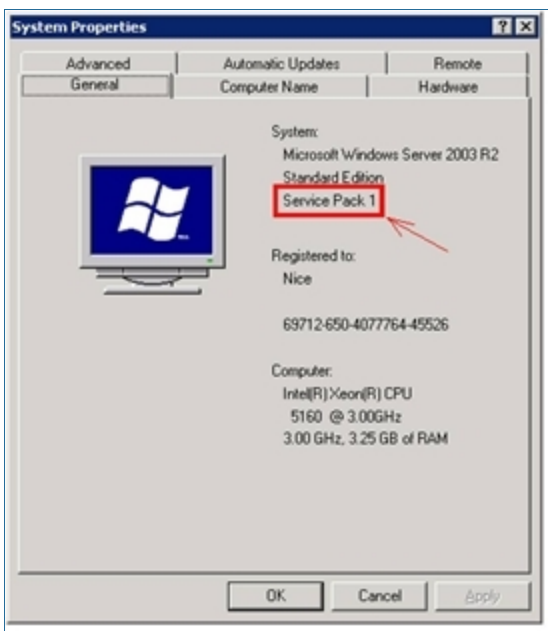 System Properties
Advanced
Automatic Updates
Remote
General
Computer Name
Hardware
System:
Microsoft Windows Server 2003 R2
Standard Edition
Service Pack 1
Registered to:
Nice
69712-650-4077764-45526
Computer:
Intel(R) Xeon(R) CPU
5160 @ 3.00GHz
3.00 GHz, 3.25 GB of RAM
OK
Cancel
Apply